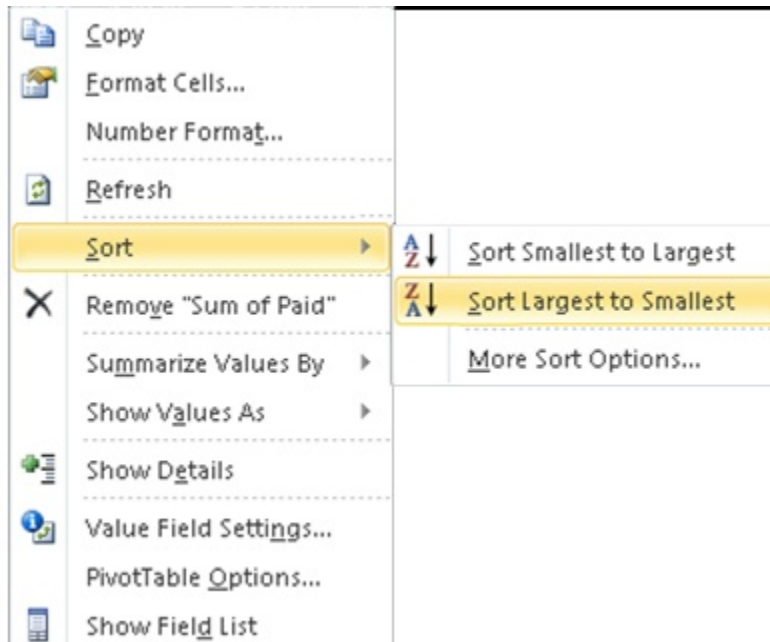 Copy
Format Cells...
Number Format...
Refresh
Sort
Sort Smallest to Largest
Sort Largest to Smallest
More Sort Options...
Remove "Sum of Paid"
Summarize Values By
Show Values As
Show Details
Value Field Settings...
PivotTable Options...
Show Field List